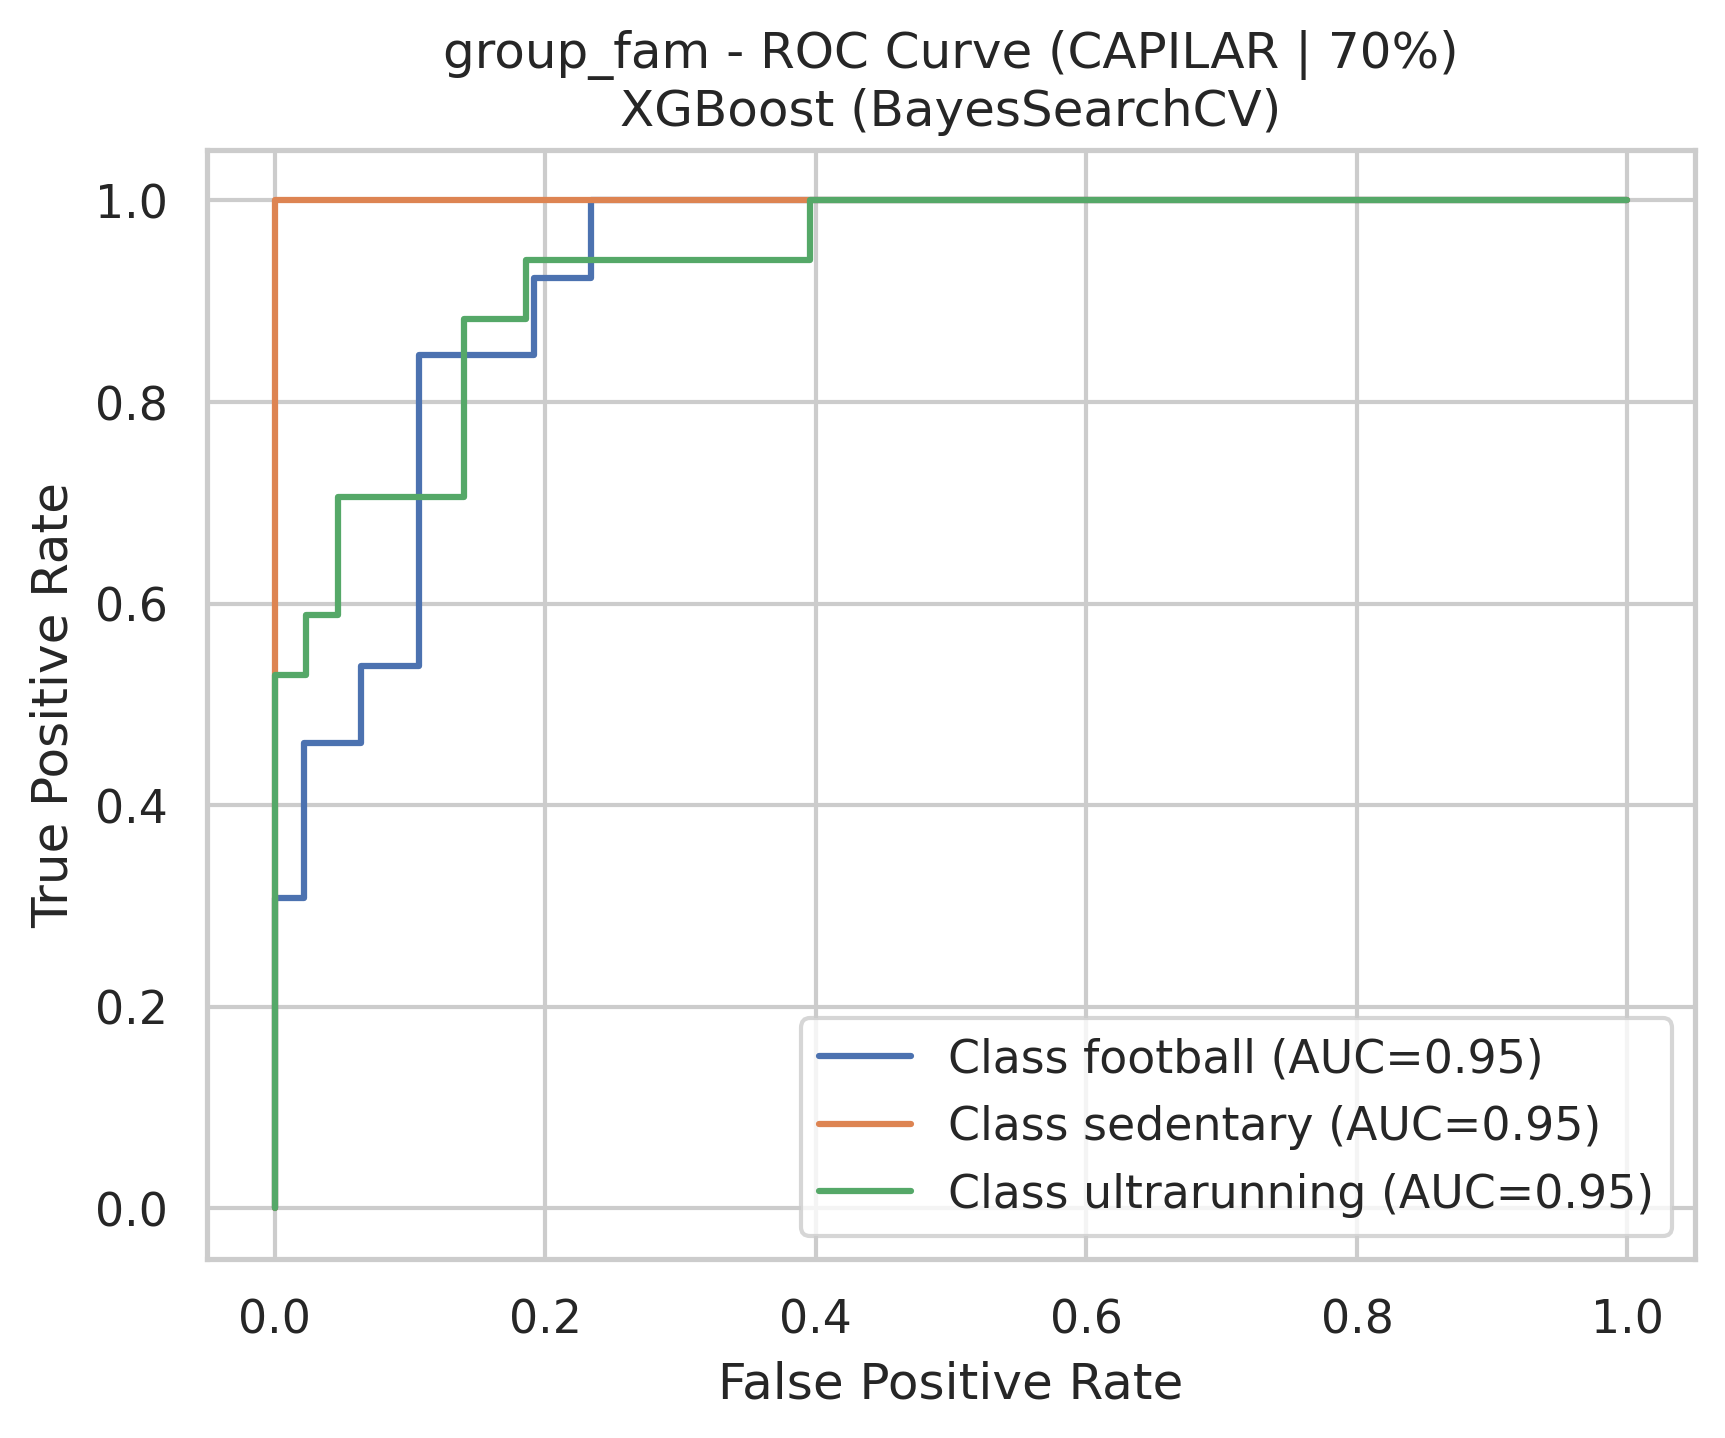 group_fam - ROC Curve (CAPILAR | 70%)
XGBoost (BayesSearchCV)
True Positive Rate
1.0
0.8
0.6
0.4
0.2
0.0
Class football (AUC=0.95)
Class sedentary (AUC=0.95)
Class ultrarunning (AUC=0.95)
0.0 0.2 0.4 0.6 0.8 1.0
False Positive Rate